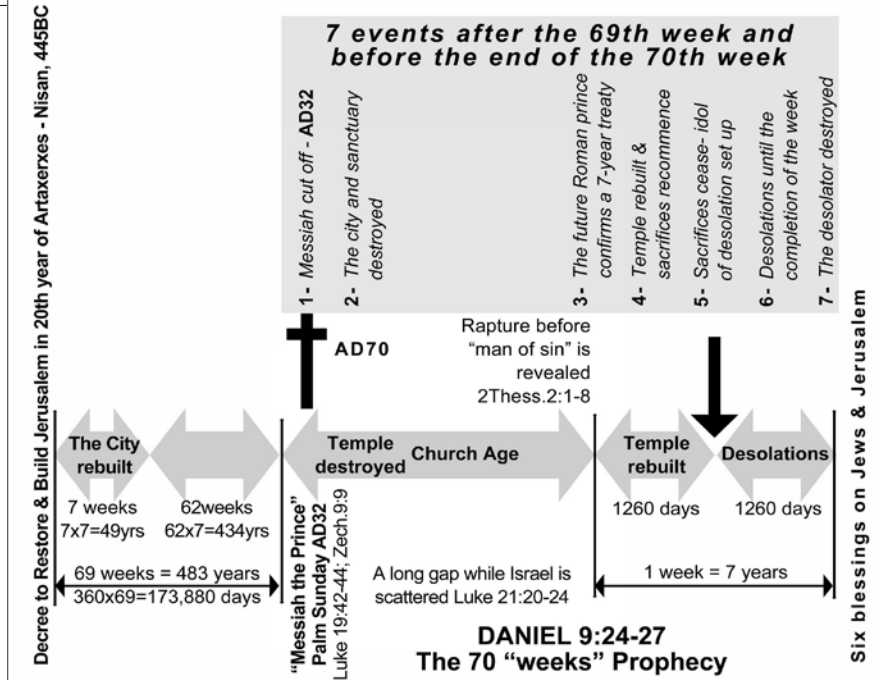 7 events after the 69th week and
before the end of the 70th week
Decree to Restore & Build Jerusalem in 20th year of Artaxerxes - Nisan, 445BC
1- Messiah cut off - AD32
2- The city and sanctuary
destroyed
3- The future Roman prince
confirms a 7-year treaty
4- Temple rebuilt &
sacrifices recommence
5- Sacrifices cease- idol
of desolation set up
6- Desolations until the
completion of the week
7- The desolator destroyed
AD70
Rapture before
“man of sin” is
revealed
2Thess.2:1-8
The City
rebuilt
Temple
destroyed
Church Age
Temple
rebuilt
Desolations
7 weeks
7x7=49yrs
62weeks
62x7=434yrs
1260 days
1260 days
69 weeks = 483 years
360x69=173,880 days
“Messiah the Prince”
Palm Sunday AD32
Luke 19:42-44; Zech.9:9
A long gap while Israel is
scattered Luke 21:20-24
1 week = 7 years
Six blessings on Jews & Jerusalem
DANIEL 9:24-27
The 70 “weeks” Prophecy